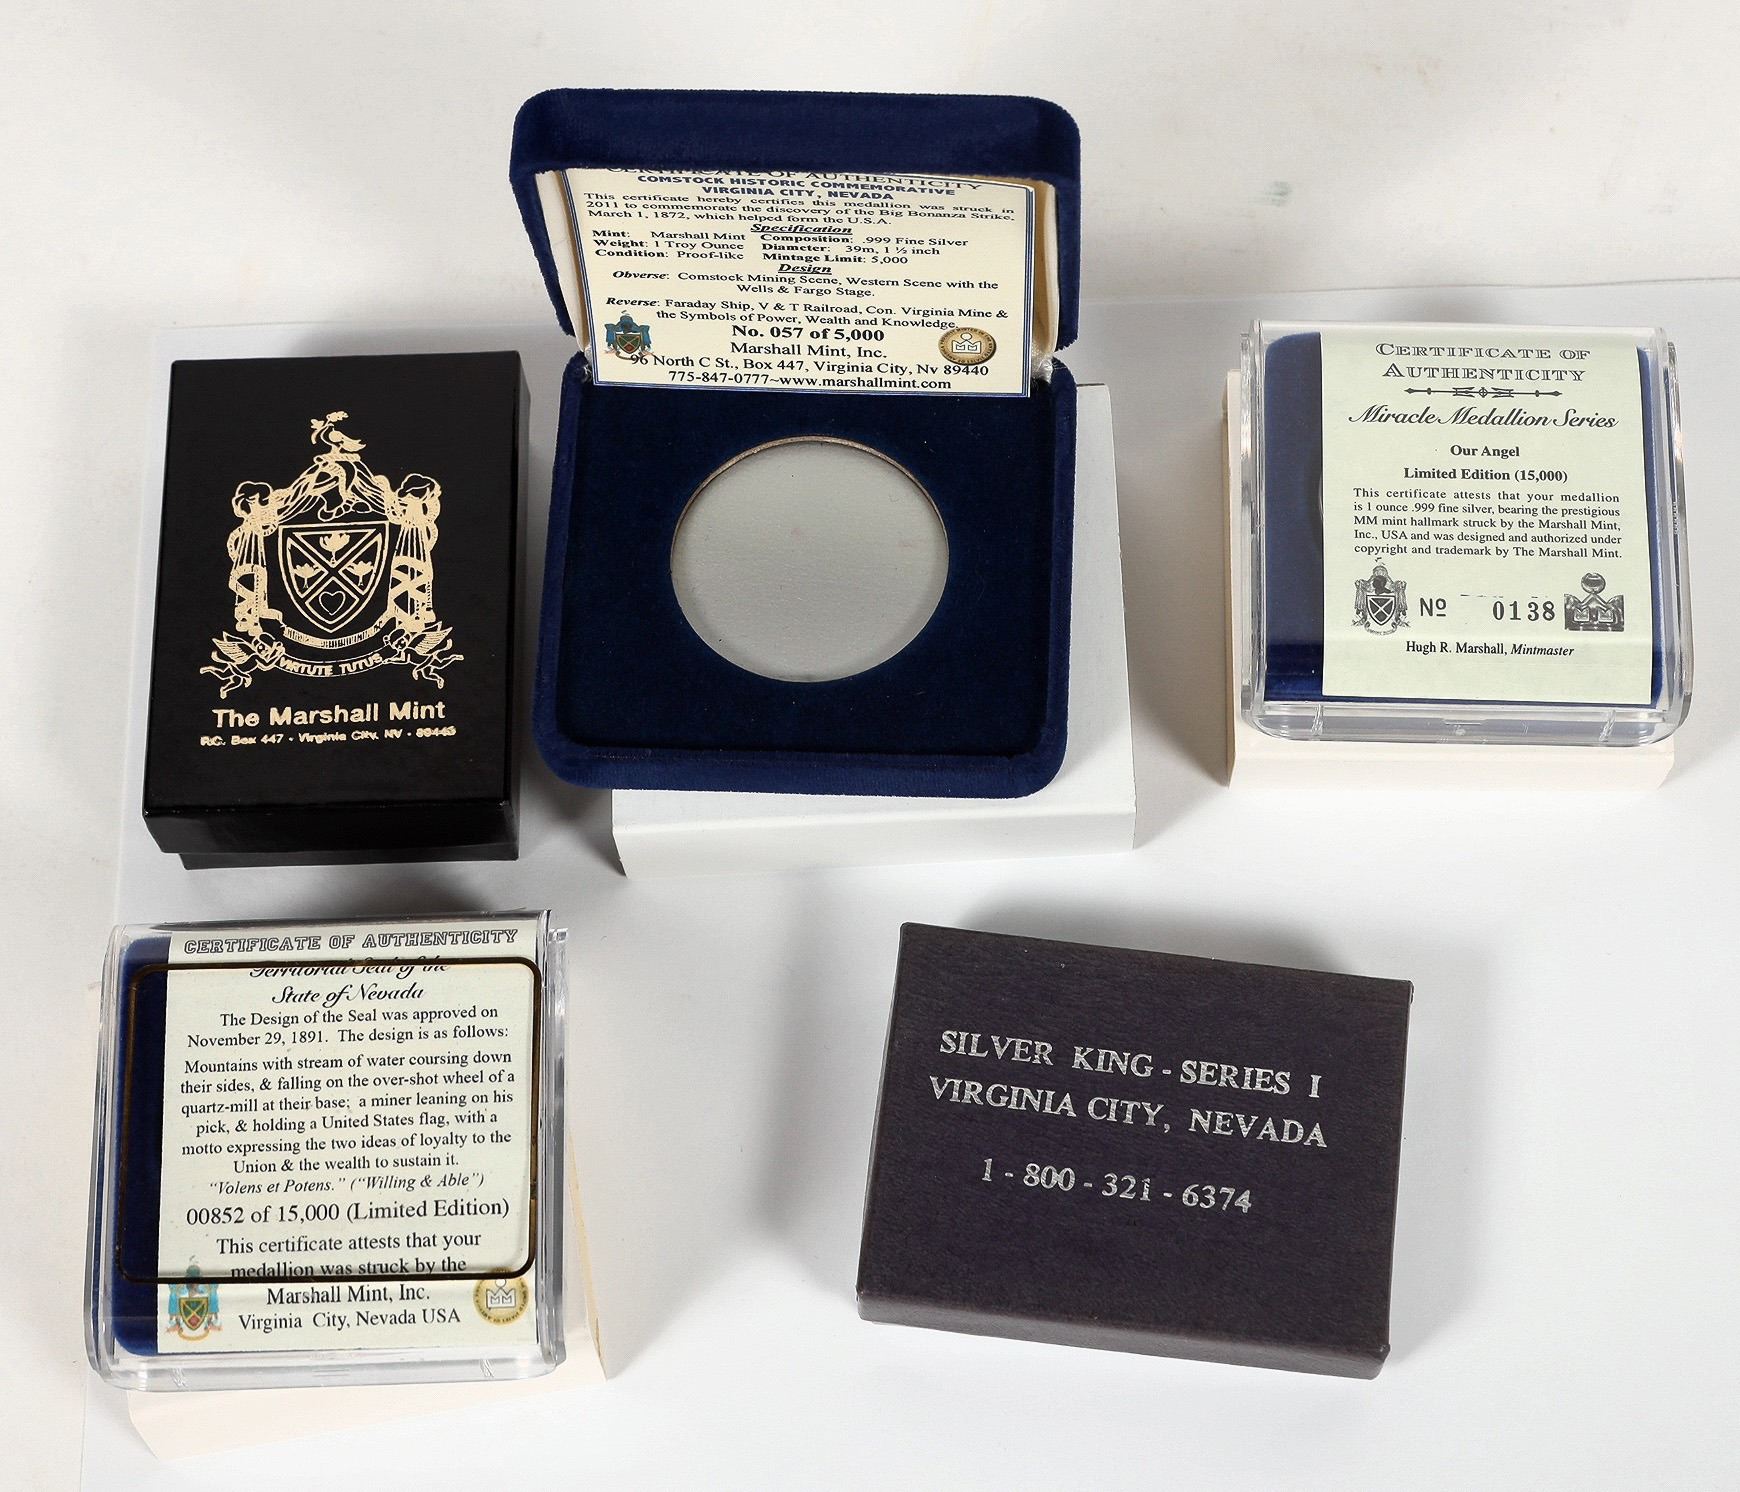 CERTIFICATE OF AUTHENTICITY
COMSTOCK HISTORIC COMMEMORATIVE
VIRGINIA CITY, NEVADA
This certificate hereby certifies this medallion was struck in
2011 to commemorate the discovery of the Big Bonanza Strike,
March 1, 1872, which helped form the U.S.A.
Specification
Mint: Marshall Mint Composition: .999 Fine Silver
Weight: 1 Troy Ounce Diameter: 39m, 1 ½ inch
Condition: Proof-like Mintage Limit: 5,000
Design
Obverse: Comstock Mining Scene, Western Scene with the
Wells & Fargo Stage.
Reverse: Faraday Ship, V & T Railroad, Con. Virginia Mine &
the Symbols of Power, Wealth and Knowledge.
No. 057 of 5,000
Marshall Mint, Inc.
96 North C St., Box 447, Virginia City, Nv 89440
775-847-0777~www.marshallmint.com
VIRTUTE TUTUS
The Marshall Mint
P.O. Box 447 - Virginia City, NV - 89440
CERTIFICATE OF
AUTHENTICITY
Miracle Medallion Series
Our Angel
Limited Edition (15,000)
This certificate attests that your medallion
is 1 ounce .999 fine silver, bearing the prestigious
MM mint hallmark struck by the Marshall Mint,
Inc., USA and was designed and authorized under
copyright and trademark by The Marshall Mint.
Nº 0138
Hugh R. Marshall, Mintmaster
CERTIFICATE OF AUTHENTICITY
Territorial Seal of the
State of Nevada
The Design of the Seal was approved on
November 29, 1891. The design is as follows:
Mountains with stream of water coursing down
their sides, & falling on the over-shot wheel of a
quartz-mill at their base; a miner leaning on his
pick, & holding a United States flag, with a
motto expressing the two ideas of loyalty to the
Union & the wealth to sustain it.
"Volens et Potens." ("Willing & Able")
00852 of 15,000 (Limited Edition)
This certificate attests that your
medallion was struck by the
Marshall Mint, Inc.
Virginia City, Nevada USA
SILVER KING - SERIES I
VIRGINIA CITY, NEVADA
1 - 800 - 321 - 6374